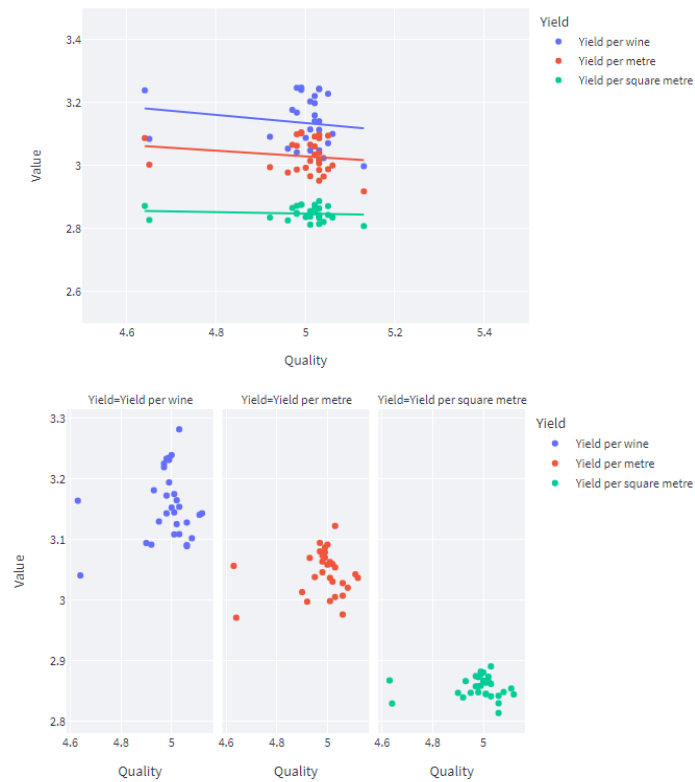 Yield
3.4
Yield per wine
Yield per metre
Yield per square metre
3.2
Value
3
2.8
2.6
4.6 4.8 5 5.2 5.4
Quality
Yield=Yield per wine Yield=Yield per metre Yield=Yield per square metre
Yield
3.3
Yield per wine
Yield per metre
Yield per square metre
3.2
3.1
Value
3
2.9
2.8
4.6 4.8 5 4.6 4.8 5 4.6 4.8 5
Quality Quality Quality